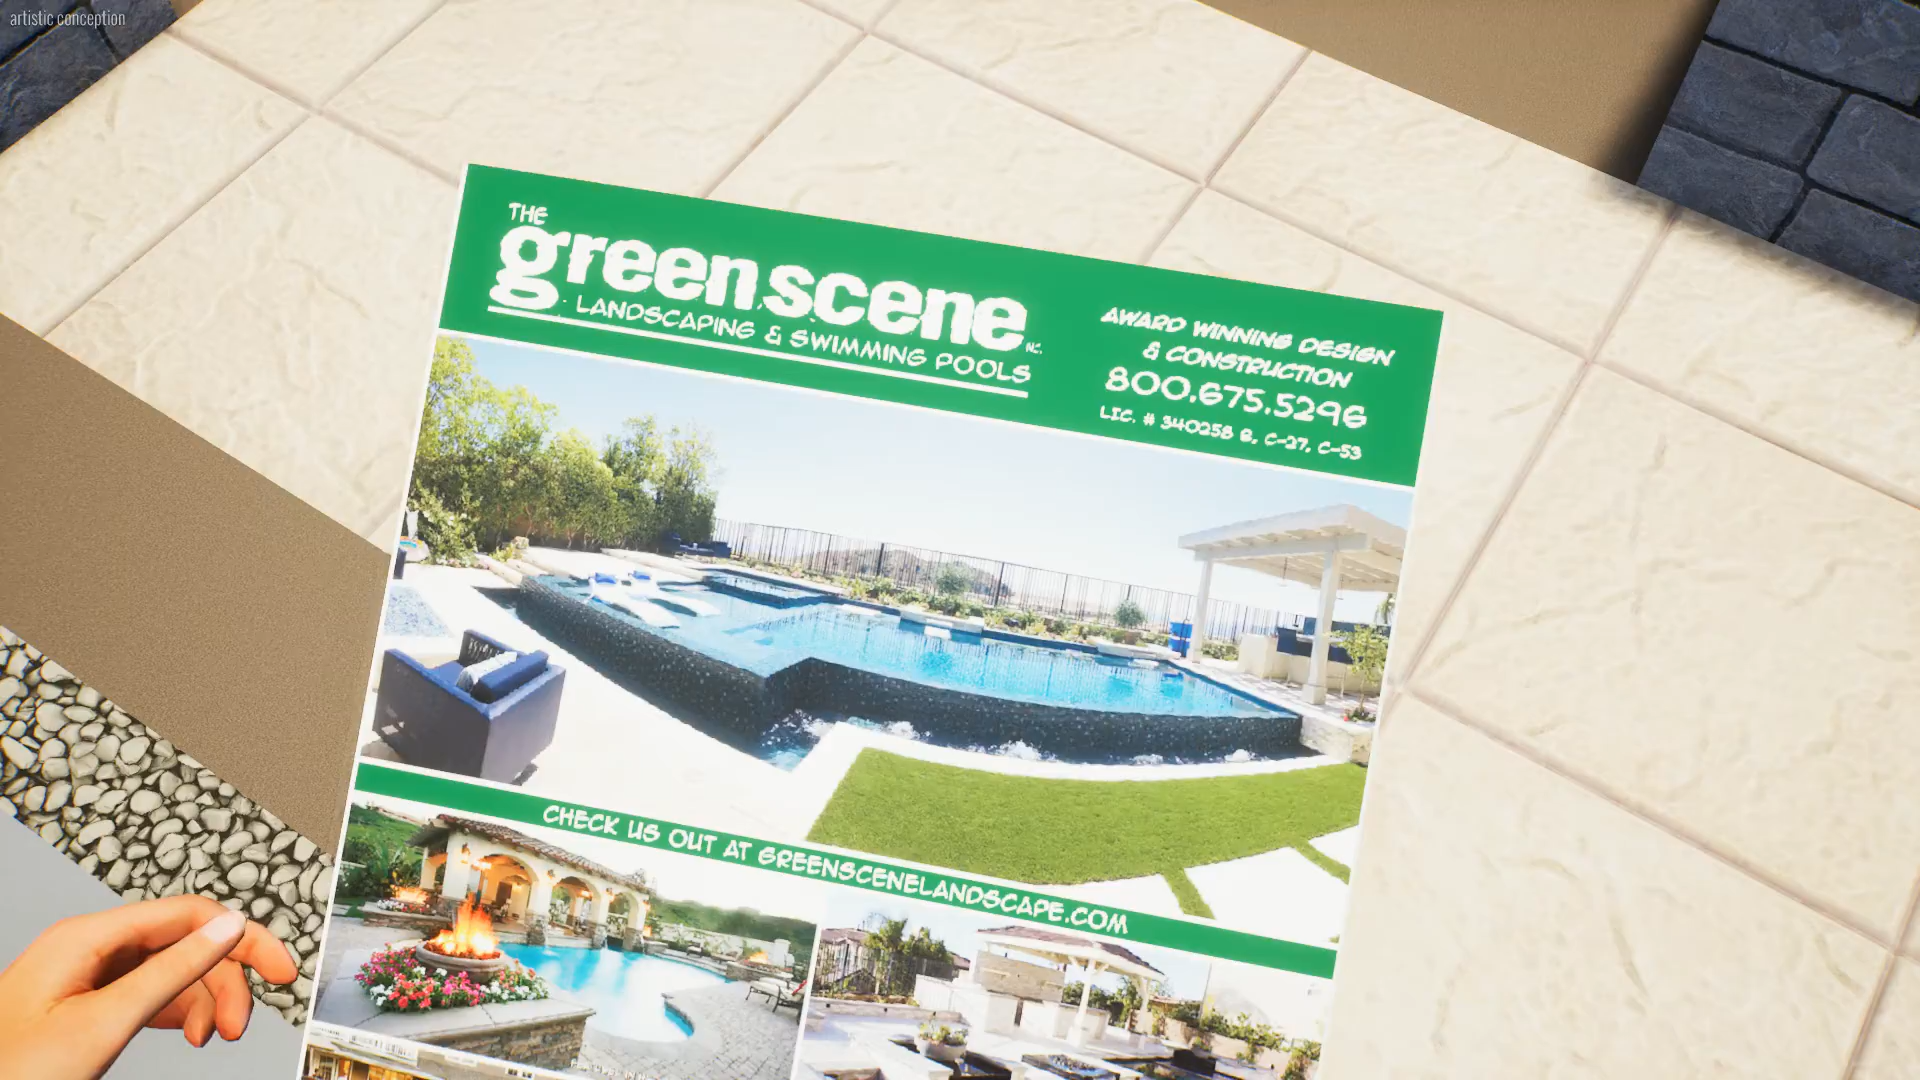 artistic conception
THE
greenscene
LANDSCAPING & SWIMMING POOLS
INC.
AWARD WINNING DESIGN
& CONSTRUCTION
800.675.5296
LIC. # 340258 B, C-27, C-53
CHECK US OUT AT GREENSCENELANDSCAPE.COM